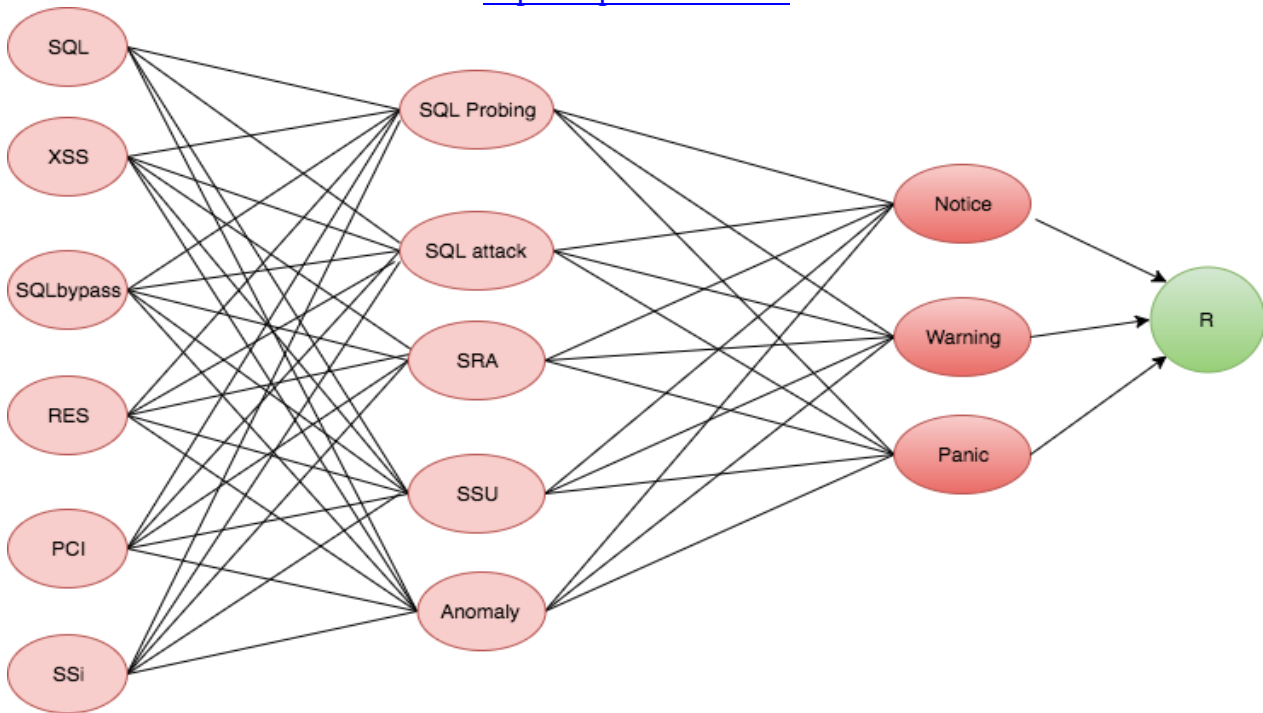 SQL
XSS
SQLbypass
RES
PCI
SSi
SQL Probing
SQL attack
SRA
SSU
Anomaly
Notice
Warning
Panic
R